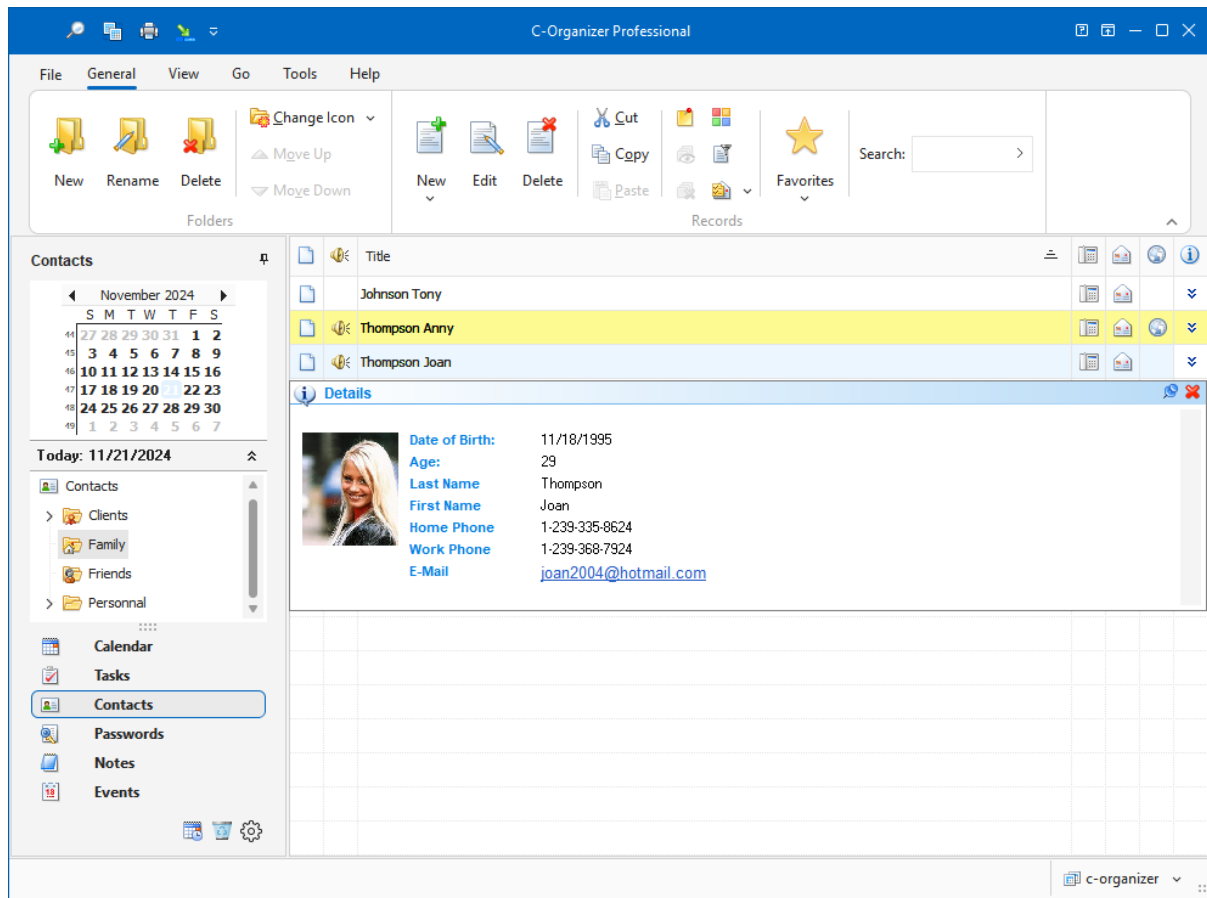 C-Organizer Professional
File General View Go Tools Help
Change Icon Cut
Move Up Copy Search:
New Rename Delete Move Down New Edit Delete Paste Favorites
Folders Records
Contacts Title
November 2024 Johnson Tony
S M T W T F S
44 27 28 29 30 31 1 2 Thompson Anny
45 3 4 5 6 7 8 9
46 10 11 12 13 14 15 16 Thompson Joan
47 17 18 19 20 21 22 23 Details
48 24 25 26 27 28 29 30
49 1 2 3 4 5 6 7
Today: 11/21/2024
Date of Birth: 11/18/1995
Age: 29
Last Name Thompson
First Name Joan
Home Phone 1-239-335-8624
Work Phone 1-239-368-7924
E-Mail joan2004@hotmail.com
Contacts
Clients
Family
Friends
Personnal
Calendar
Tasks
Contacts
Passwords
Notes
18 Events
c-organizer